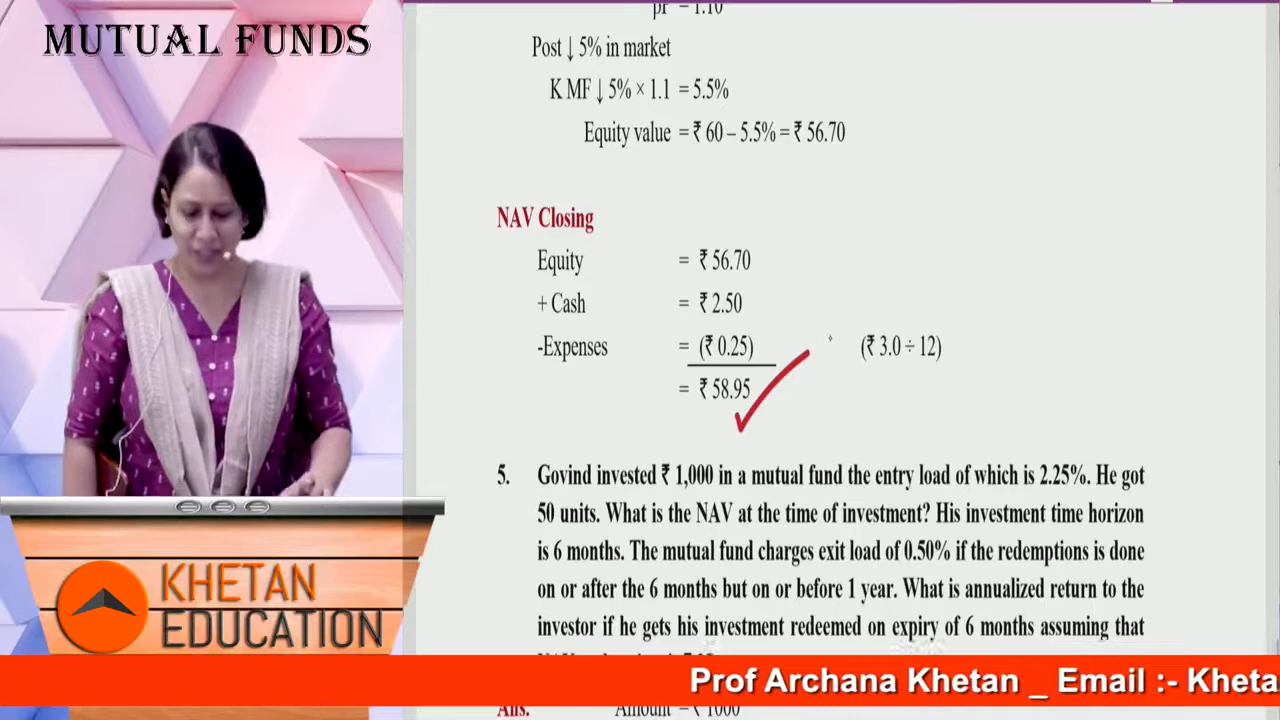 MUTUAL FUNDS
= 1.10
Post ↓ 5% in market
K MF ↓ 5% × 1.1 = 5.5%
Equity value = ₹ 60 – 5.5% = ₹ 56.70
NAV Closing
Equity = ₹ 56.70
+ Cash = ₹ 2.50
-Expenses = (₹ 0.25) (₹ 3.0 ÷ 12)
= ₹ 58.95
5. Govind invested ₹ 1,000 in a mutual fund the entry load of which is 2.25%. He got
50 units. What is the NAV at the time of investment? His investment time horizon
is 6 months. The mutual fund charges exit load of 0.50% if the redemptions is done
on or after the 6 months but on or before 1 year. What is annualized return to the
investor if he gets his investment redeemed on expiry of 6 months assuming that
KHETAN
EDUCATION
Prof Archana Khetan _ Email :- Kheta
Ans. Amount = ₹ 1000